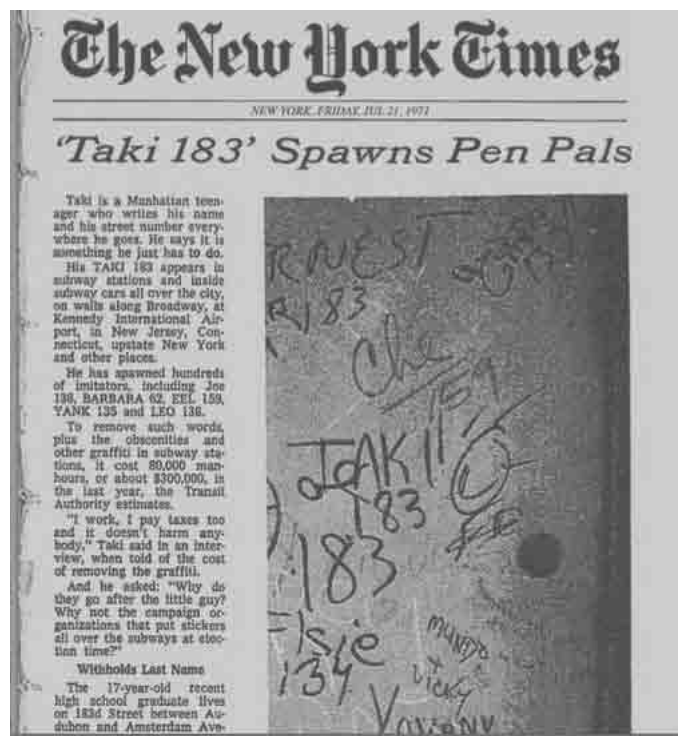 The New York Times
NEW YORK, FRIDAY, JUL 21, 1971
'Taki 183' Spawns Pen Pals
Taki is a Manhattan teen-
ager who writes his name
and his street number every-
where he goes. He says it is
something he just has to do.
His TAKI 183 appears in
subway stations and inside
subway cars all over the city,
on walls along Broadway, at
Kennedy International Air-
port, in New Jersey, Con-
necticut, upstate New York
and other places.
He has spawned hundreds
of imitators, including Joe
136, BARBARA 62, EEL 159,
YANK 135 and LEO 136.
To remove such words,
plus the obscenities and
other graffiti in subway sta-
tions, it cost 80,000 man-
hours, or about $300,000, in
the last year, the Transit
Authority estimates.
"I work, I pay taxes too
and it doesn't harm any-
body," Taki said in an inter-
view, when told of the cost
of removing the graffiti.
And he asked: "Why do
they go after the little guy?
Why not the campaign or-
ganizations that put stickers
all over the subways at elec-
tion time?"
Withholds Last Name
The 17-year-old recent
high school graduate lives
on 183d Street between Au-
dubon and Amsterdam Ave-
RNEST
183
Che
159
TAKI
183
183
Elsie
134
MUNDO
+
VICKY